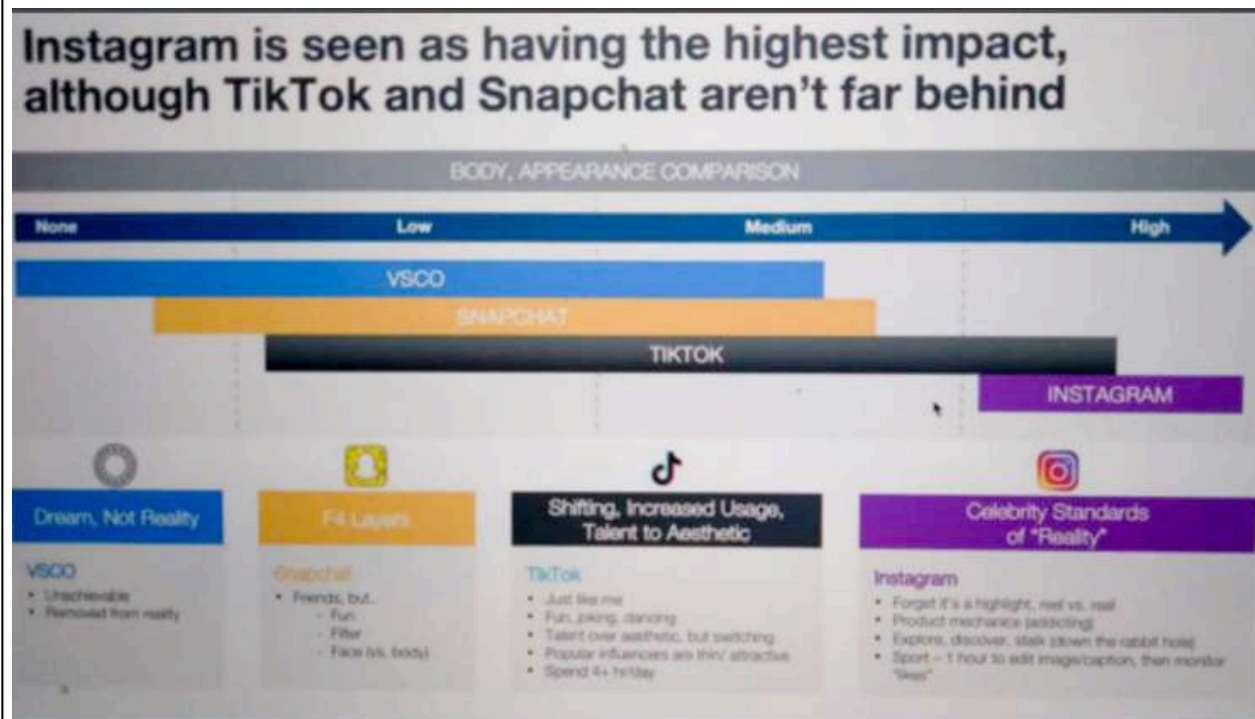 Instagram is seen as having the highest impact,
although TikTok and Snapchat aren't far behind
BODY, APPEARANCE COMPARISON
None Low Medium High
VSCO
SNAPCHAT
TIKTOK
INSTAGRAM
Dream, Not Reality
VSCO
• Unachievable
• Removed from reality
F4 Layers
Snapchat
• Friends, but..
- Fun
- Filter
- Face (vs. body)
Shifting, Increased Usage,
Talent to Aesthetic
TikTok
• Just like me
• Fun, joking, dancing
• Talent over aesthetic, but switching
• Popular influencers are thin/ attractive
• Spend 4+ hr/day
Celebrity Standards
of "Reality"
Instagram
• Forget it's a highlight, reel vs. real
• Product mechanics (addicting)
• Explore, discover, stalk (down the rabbit hole)
• Sport – 1 hour to edit image/caption, then monitor
"likes"